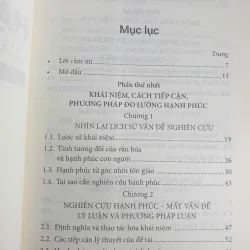 Mục lục
Trang
• Lời cảm ơn 7
• Mở đầu 11
Phần thứ nhất
KHÁI NIỆM, CÁCH TIẾP CẬN,
PHƯƠNG PHÁP ĐO LƯỜNG HẠNH PHÚC
Chương 1
NHÌN LẠI LỊCH SỬ VẤN ĐỀ NGHIÊN CỨU
1.1. Lược sử khái niệm 19
1.2. Tính tương đối của văn hóa
và hạnh phúc con người 26
1.3. Hạnh phúc từ góc nhìn tôn giáo 30
1.4. Tại sao cần nghiên cứu hạnh phúc 36
Chương 2
NGHIÊN CỨU HẠNH PHÚC – MẤY VẤN ĐỀ
LÝ LUẬN VÀ PHƯƠNG PHÁP LUẬN
2.1. Định nghĩa và thao tác hóa khái niệm 47
2.2. Các tiếp cận lý thuyết của đề tài 52